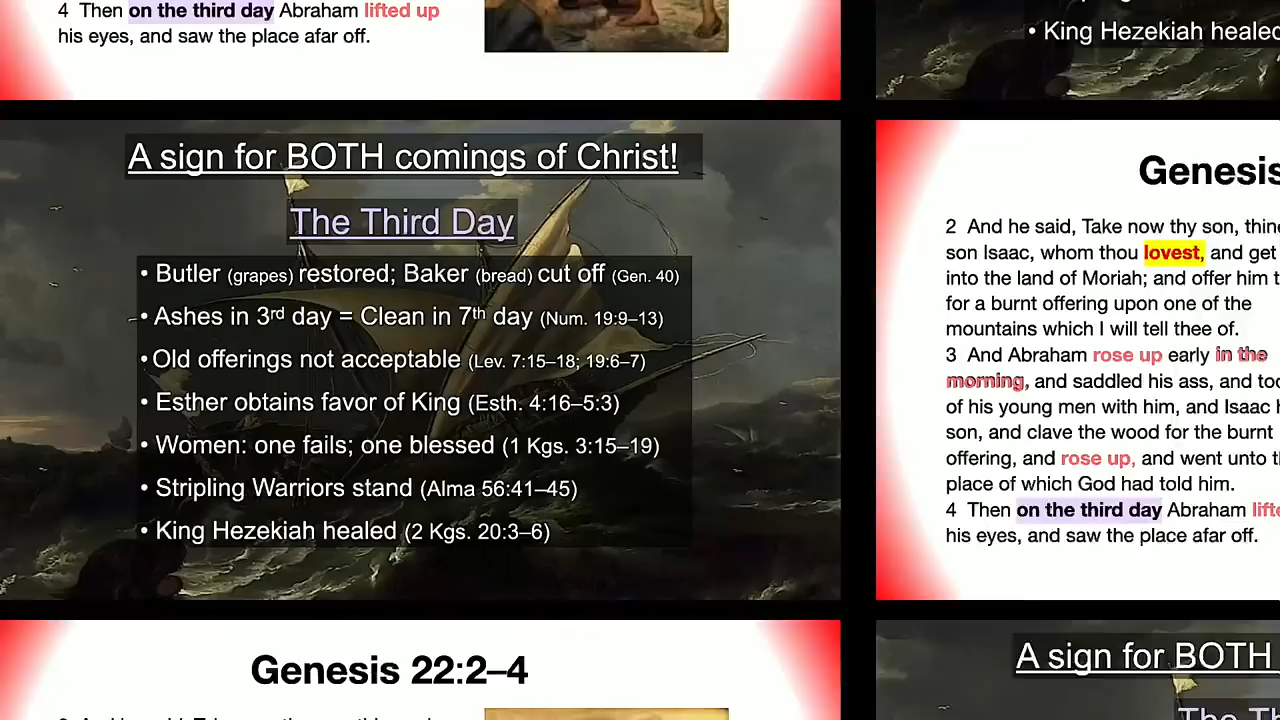 4 Then on the third day Abraham lifted up
his eyes, and saw the place afar off.
• King Hezekiah healed
A sign for BOTH comings of Christ!
The Third Day
• Butler (grapes) restored; Baker (bread) cut off (Gen. 40)
• Ashes in 3rd day = Clean in 7th day (Num. 19:9–13)
• Old offerings not acceptable (Lev. 7:15–18; 19:6–7)
• Esther obtains favor of King (Esth. 4:16–5:3)
• Women: one fails; one blessed (1 Kgs. 3:15–19)
• Stripling Warriors stand (Alma 56:41–45)
• King Hezekiah healed (2 Kgs. 20:3–6)
Genesis
2 And he said, Take now thy son, thine
son Isaac, whom thou lovest, and get
into the land of Moriah; and offer him
for a burnt offering upon one of the
mountains which I will tell thee of.
3 And Abraham rose up early in the
morning, and saddled his ass, and
of his young men with him, and Isaac
son, and clave the wood for the burnt
offering, and rose up, and went unto
place of which God had told him.
4 Then on the third day Abraham
his eyes, and saw the place afar off.
Genesis 22:2–4
A sign for BOTH